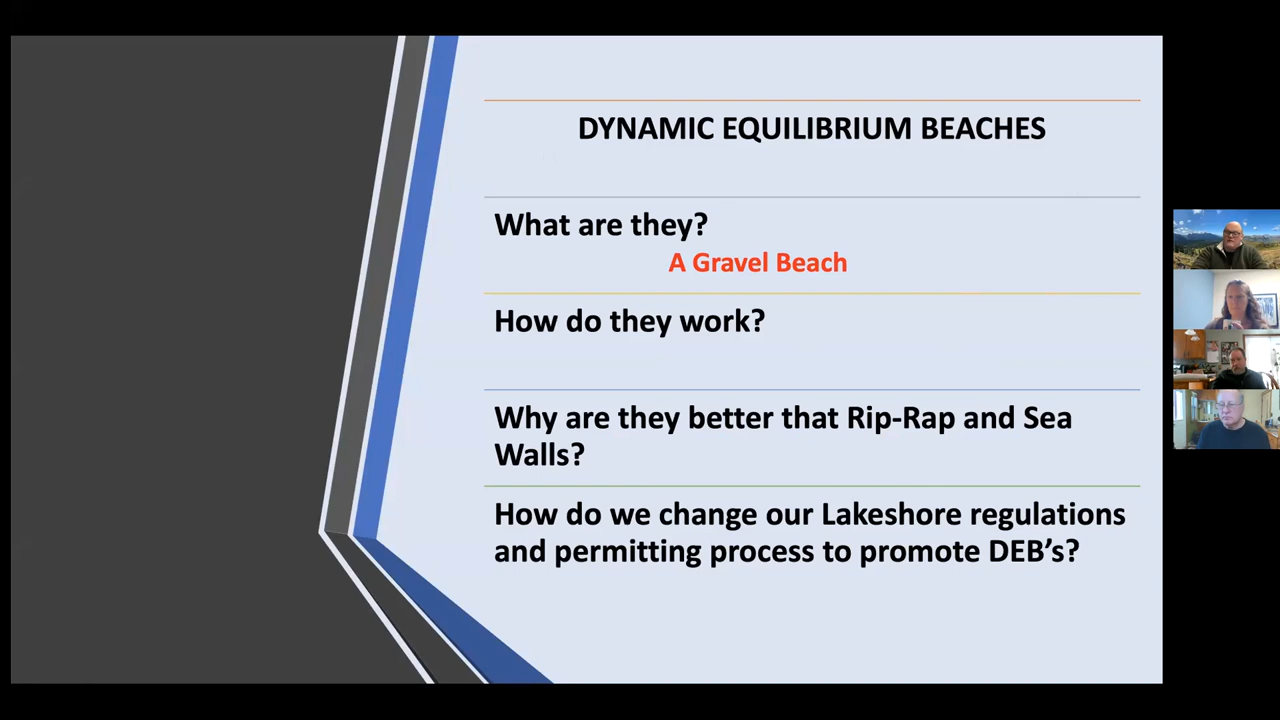 DYNAMIC EQUILIBRIUM BEACHES
What are they?
A Gravel Beach
How do they work?
Why are they better that Rip-Rap and Sea
Walls?
How do we change our Lakeshore regulations
and permitting process to promote DEB's?